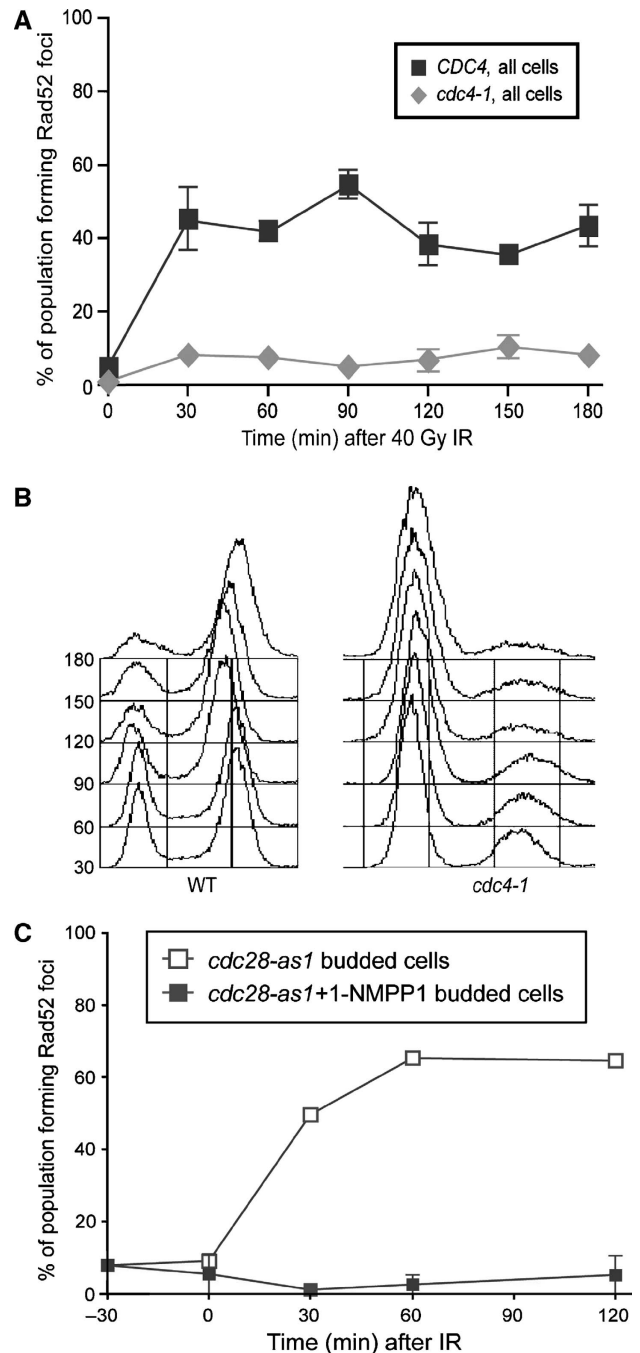 A
% of population forming Rad52 foci
100
80
60
40
20
0
CDC4, all cells
cdc4-1, all cells
0 30 60 90 120 150 180
Time (min) after 40 Gy IR
B
180
150
120
90
60
30
WT
cdc4-1
C
% of population forming Rad52 foci
100
80
60
40
20
0
cdc28-as1 budded cells
cdc28-as1+1-NMPP1 budded cells
–30 0 30 60 90 120
Time (min) after IR